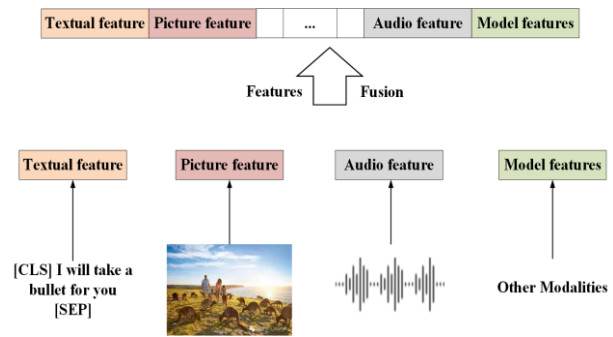 Textual feature Picture feature ... Audio feature Model features
Features Fusion
Textual feature Picture feature Audio feature Model features
[CLS] I will take a
bullet for you
[SEP]
Other Modalities